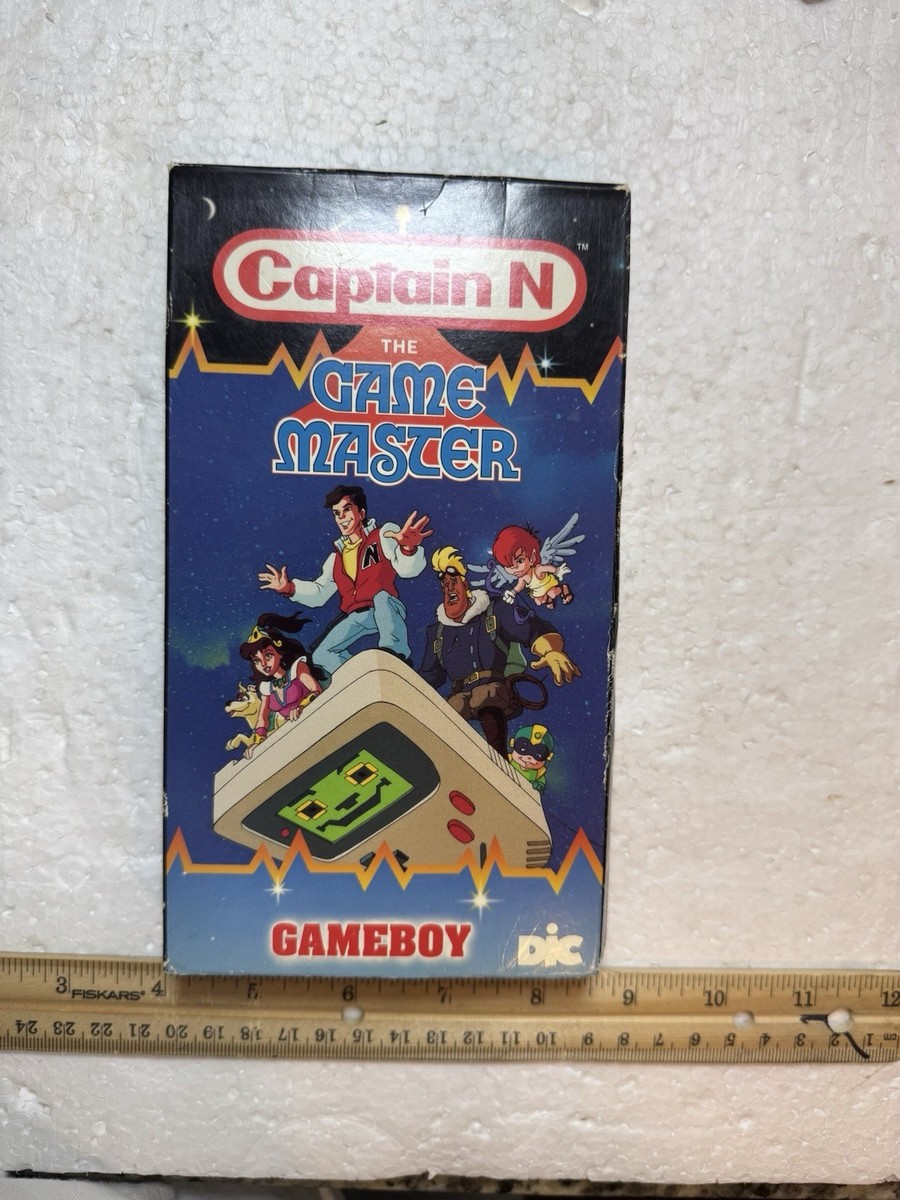 Captain N
™
THE
GAME
MASTER
N
GAMEBOY
DiC
3 FISKARS® 4 5 6 7 8 9 10 11 12
24 23 22 21 20 19 18 17 16 15 14 13 12 11 10 9 8 7 6 5 4 3 2 1 cm